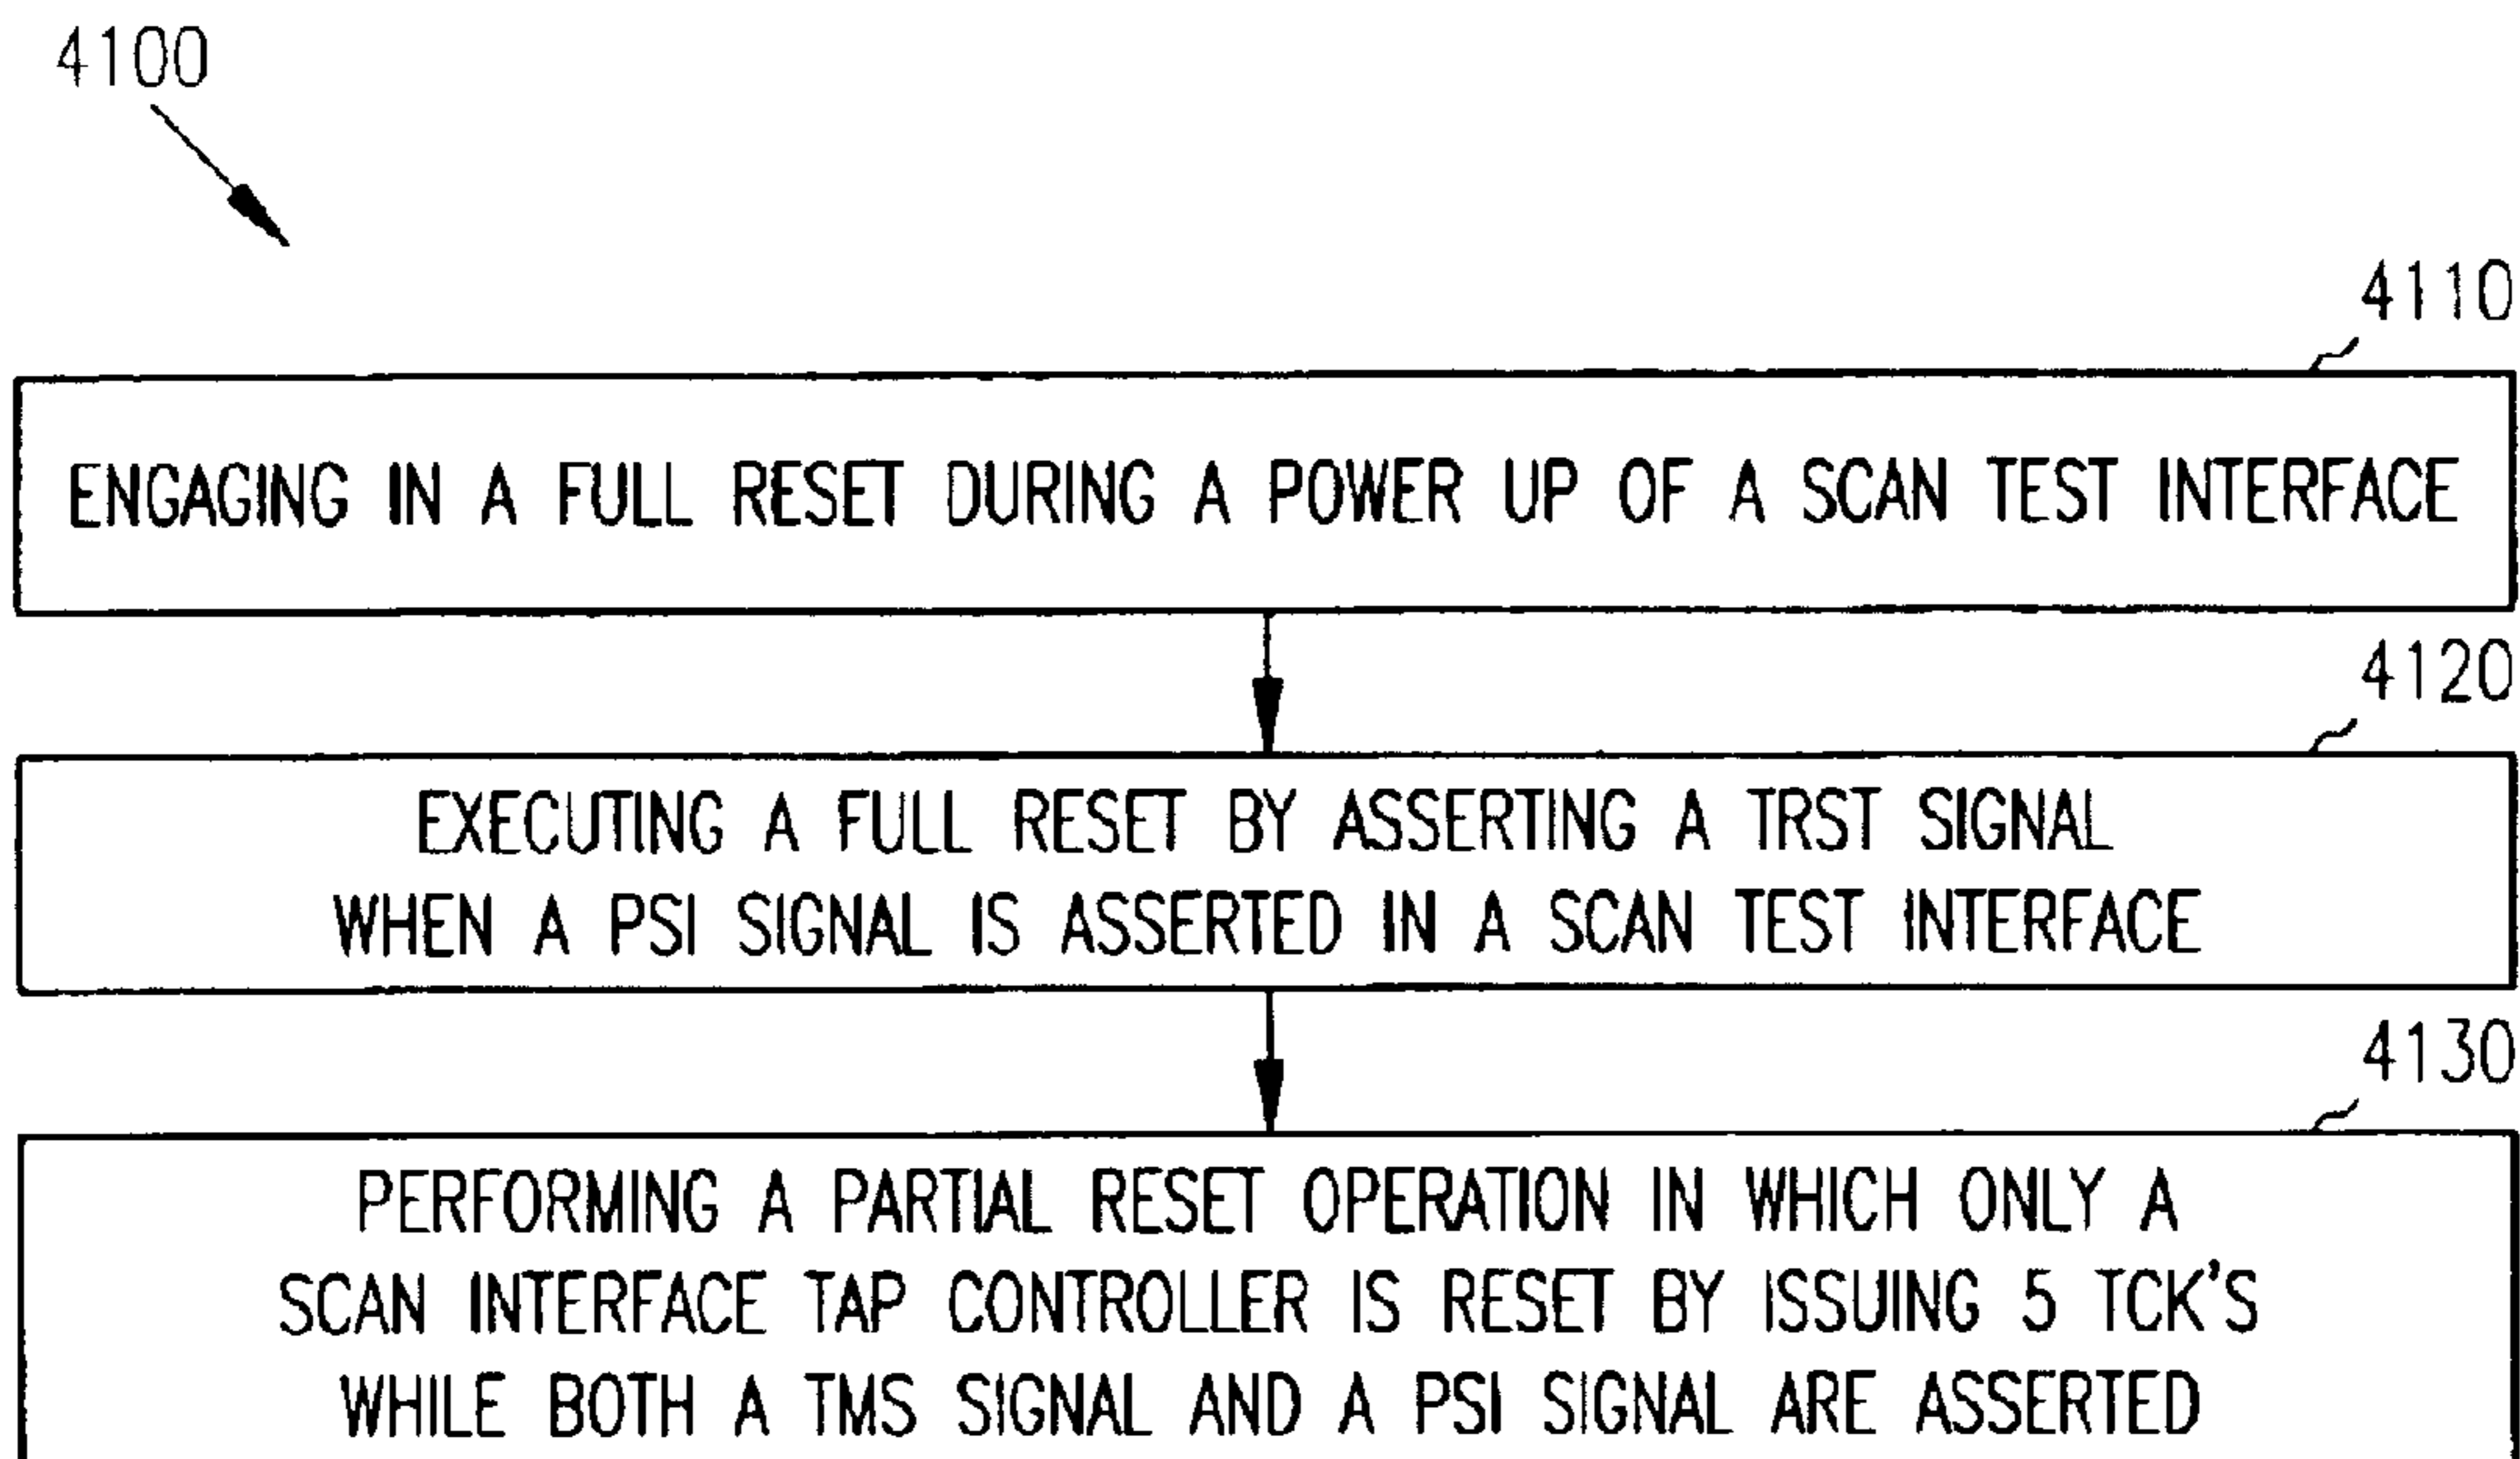 4100
4110
ENGAGING IN A FULL RESET DURING A POWER UP OF A SCAN TEST INTERFACE
4120
EXECUTING A FULL RESET BY ASSERTING A TRST SIGNAL
WHEN A PSI SIGNAL IS ASSERTED IN A SCAN TEST INTERFACE
4130
PERFORMING A PARTIAL RESET OPERATION IN WHICH ONLY A
SCAN INTERFACE TAP CONTROLLER IS RESET BY ISSUING 5 TCK'S
WHILE BOTH A TMS SIGNAL AND A PSI SIGNAL ARE ASSERTED